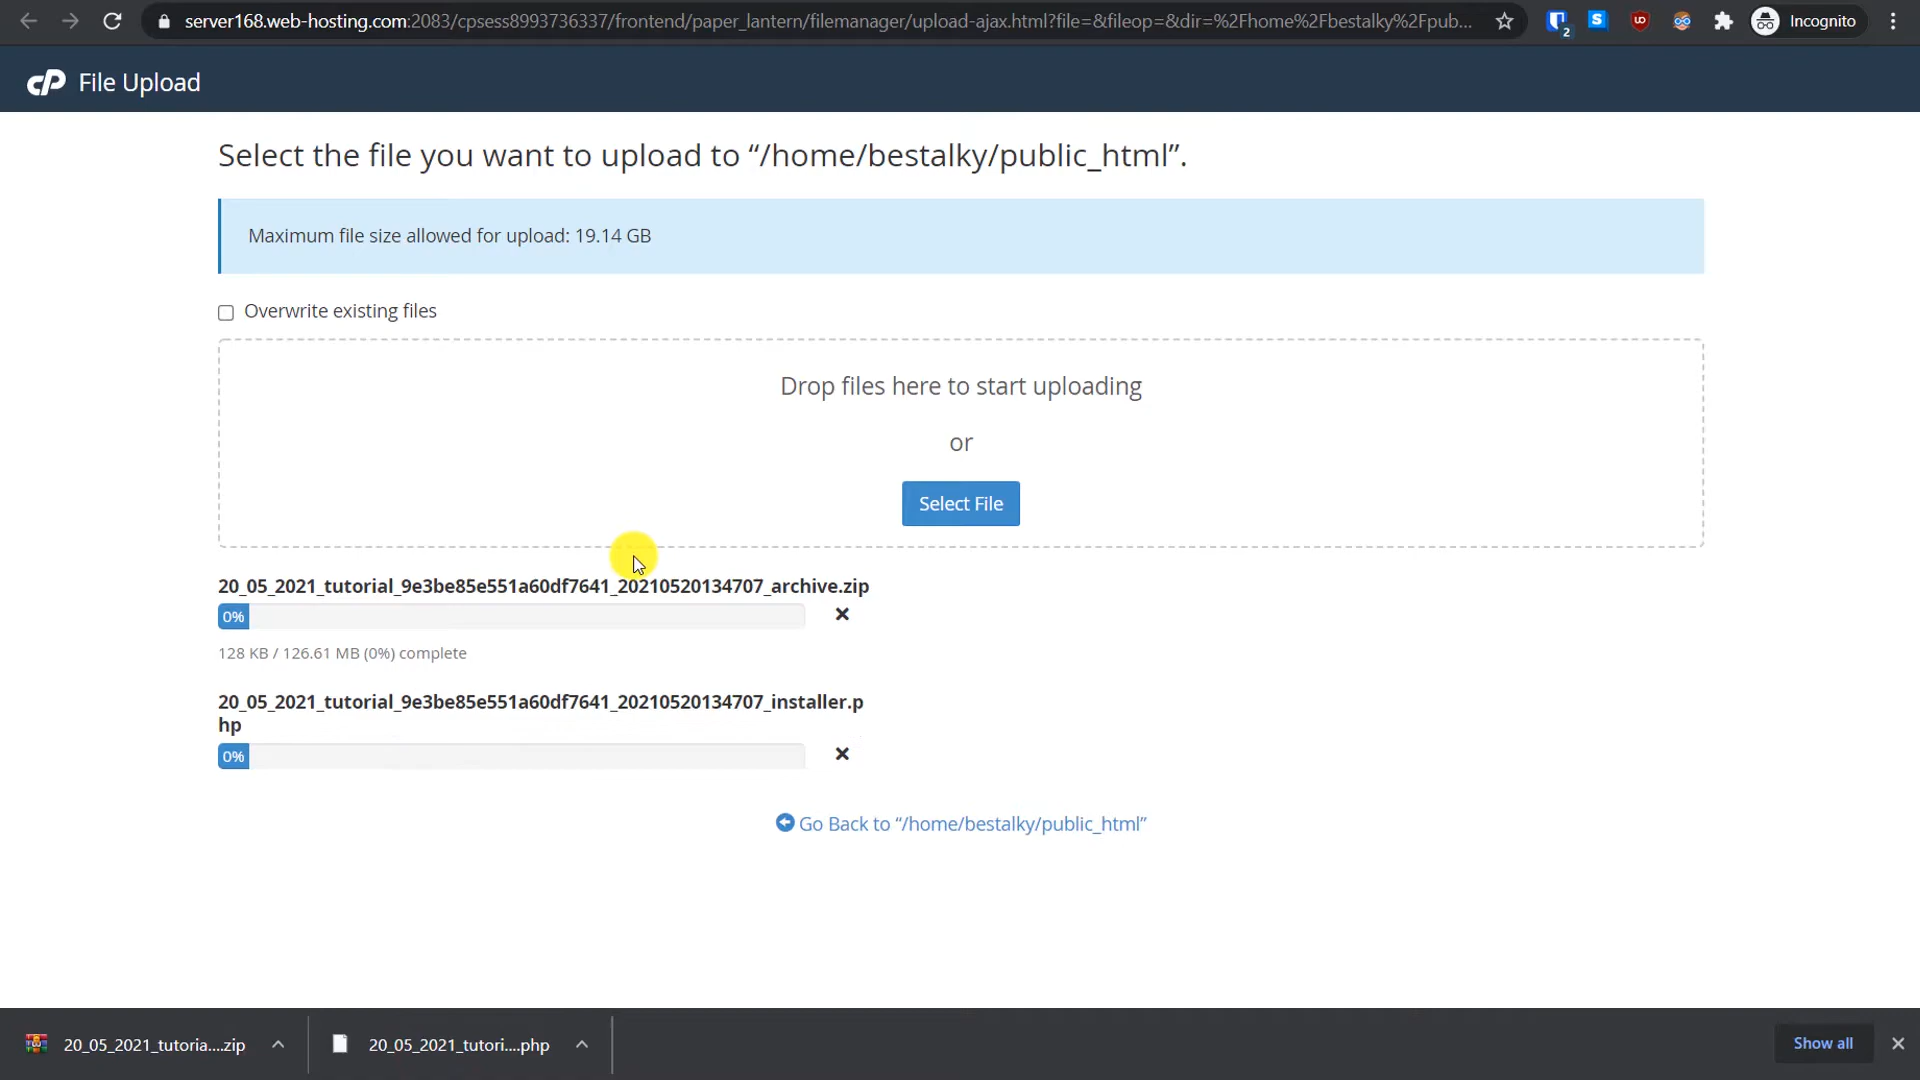 server168.web-hosting.com:2083/cpsess8993736337/frontend/paper_lantern/filemanager/upload-ajax.html?file=&fileop=&dir=%2Fhome%2Fbestalky%2Fpub...
2
S
Incognito
cP File Upload
Select the file you want to upload to “/home/bestalky/public_html”.
Maximum file size allowed for upload: 19.14 GB
Overwrite existing files
Drop files here to start uploading
or
Select File
20_05_2021_tutorial_9e3be85e551a60df7641_20210520134707_archive.zip
0%
128 KB / 126.61 MB (0%) complete
20_05_2021_tutorial_9e3be85e551a60df7641_20210520134707_installer.p
hp
0%
Go Back to “/home/bestalky/public_html”
20_05_2021_tutoria....zip
20_05_2021_tutori....php
Show all